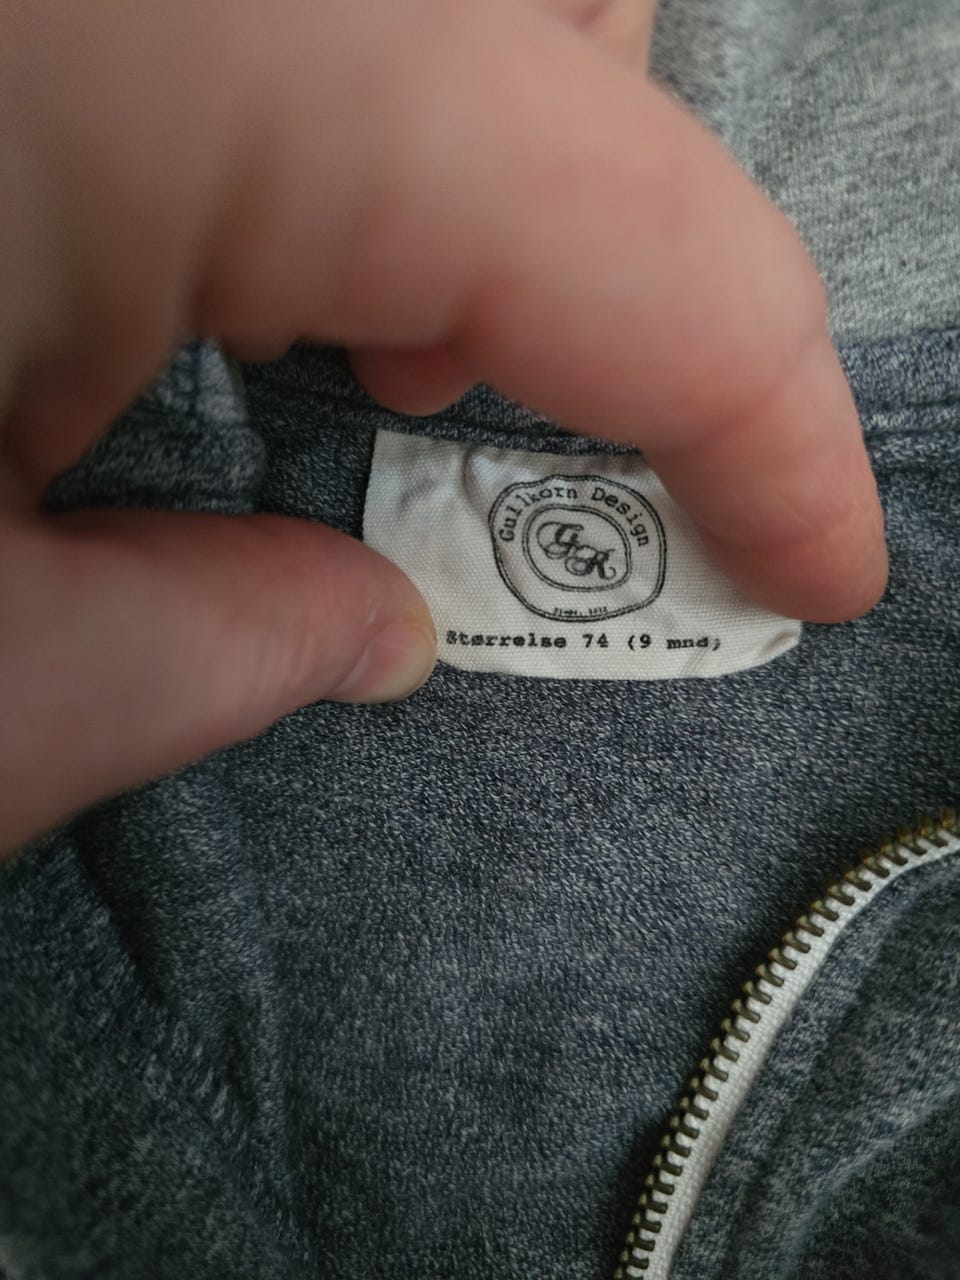 Gullkorn Design
GK
Størrelse 74 (9 mnd)